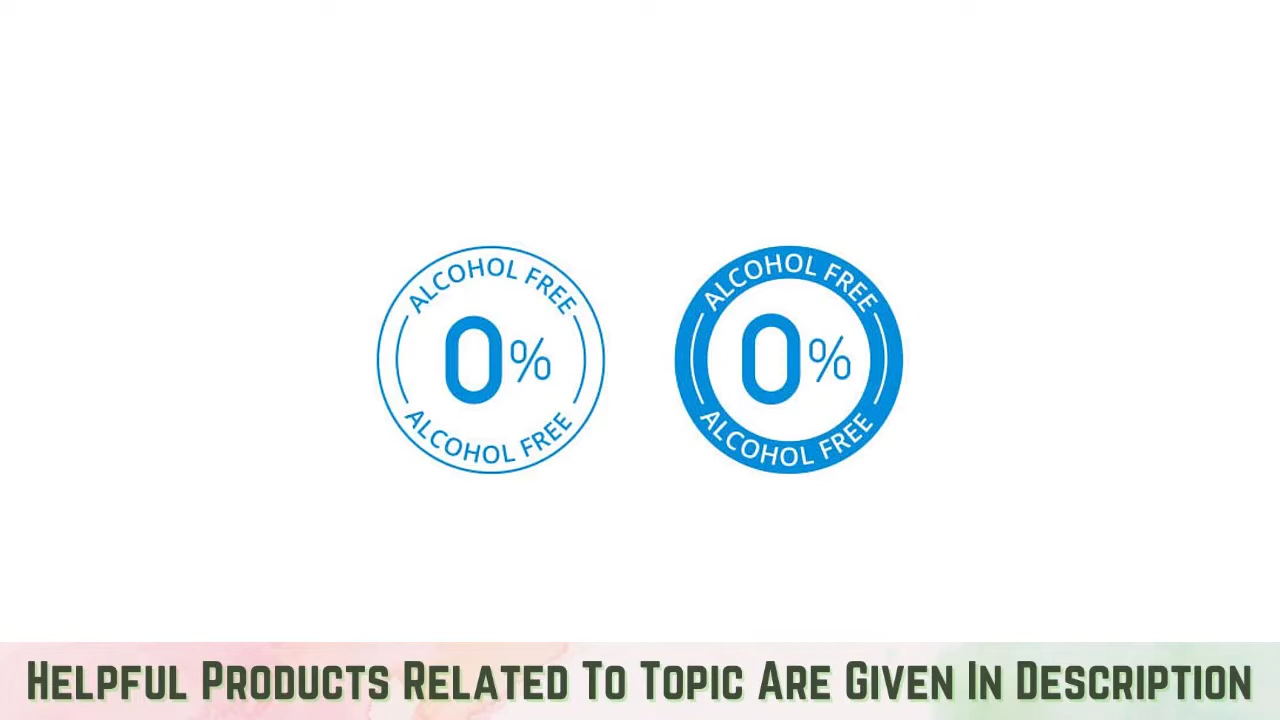 ALCOHOL FREE
0%
ALCOHOL FREE
ALCOHOL FREE
0%
ALCOHOL FREE
Helpful Products Related To Topic Are Given In Description